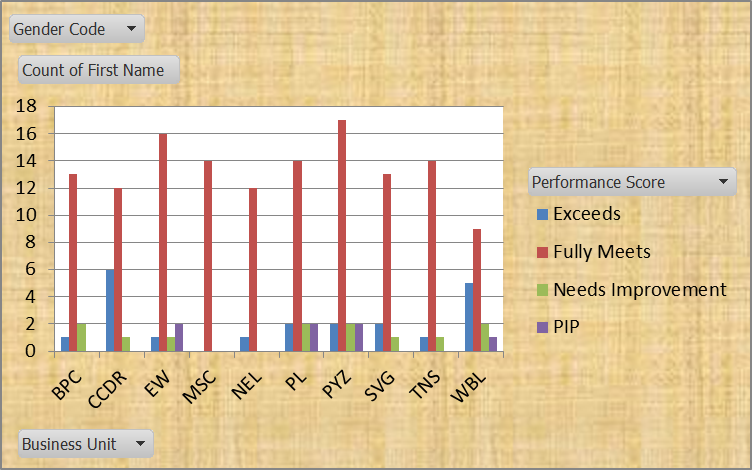 Gender Code
Count of First Name
18
16
14
12
10
8
6
4
2
0
BPC
CCDR
EW
MSC
NEL
PL
PYZ
SVG
TNS
WBL
Performance Score
Exceeds
Fully Meets
Needs Improvement
PIP
Business Unit